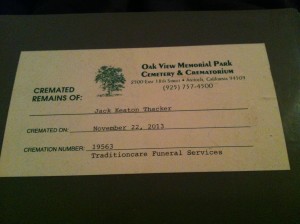 Oak View Memorial Park
Cemetery & Crematorium
2500 East 18th Street • Antioch, California 94509
(925) 757-4500
CREMATED
REMAINS OF:
Jack Keaton Thacker
CREMATED ON:
November 22, 2013
CREMATION NUMBER:
19563
Traditioncare Funeral Services